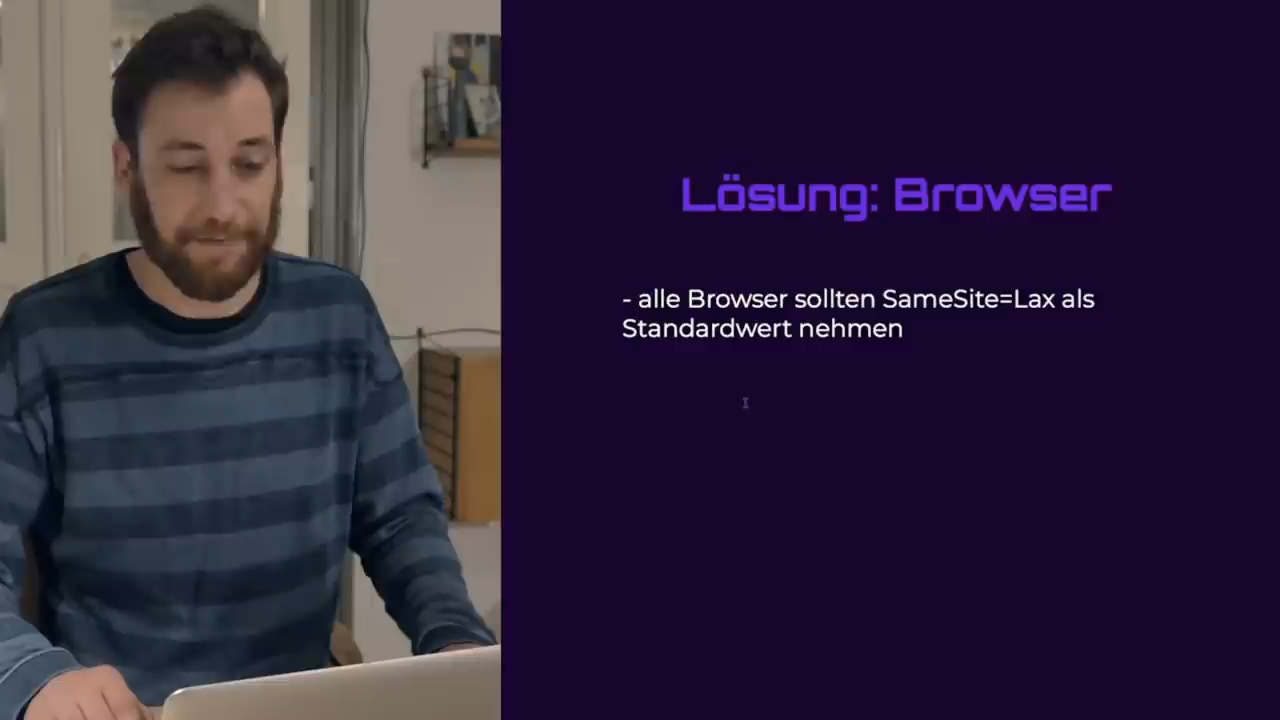 Lösung: Browser
- alle Browser sollten SameSite=Lax als
Standardwert nehmen